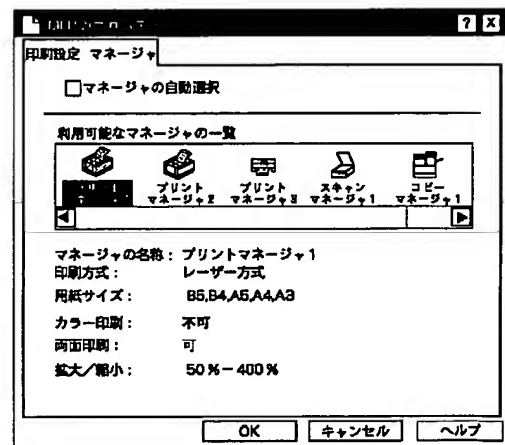 ? X
印刷設定 マネージャ
マネージャの自動選択
利用可能なマネージャの一覧
プリント マネージャ2
プリント マネージャ3
スキャン マネージャ1
コピー マネージャ1
マネージャの名称： プリントマネージャ1
印刷方式： レーザー方式
用紙サイズ： B5,B4,A5,A4,A3
カラー印刷： 不可
両面印刷： 可
拡大／縮小： 50％－400％
OK キャンセル ヘルプ